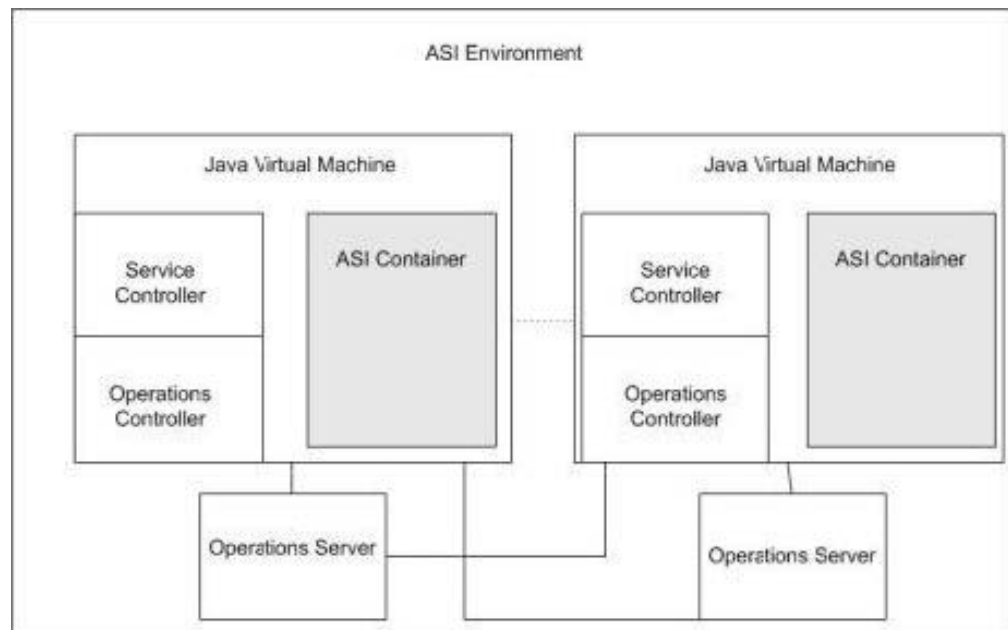 ASI Environment
Java Virtual Machine
Service
Controller
ASI Container
Operations
Controller
Java Virtual Machine
Service
Controller
ASI Container
Operations
Controller
Operations Server
Operations Server